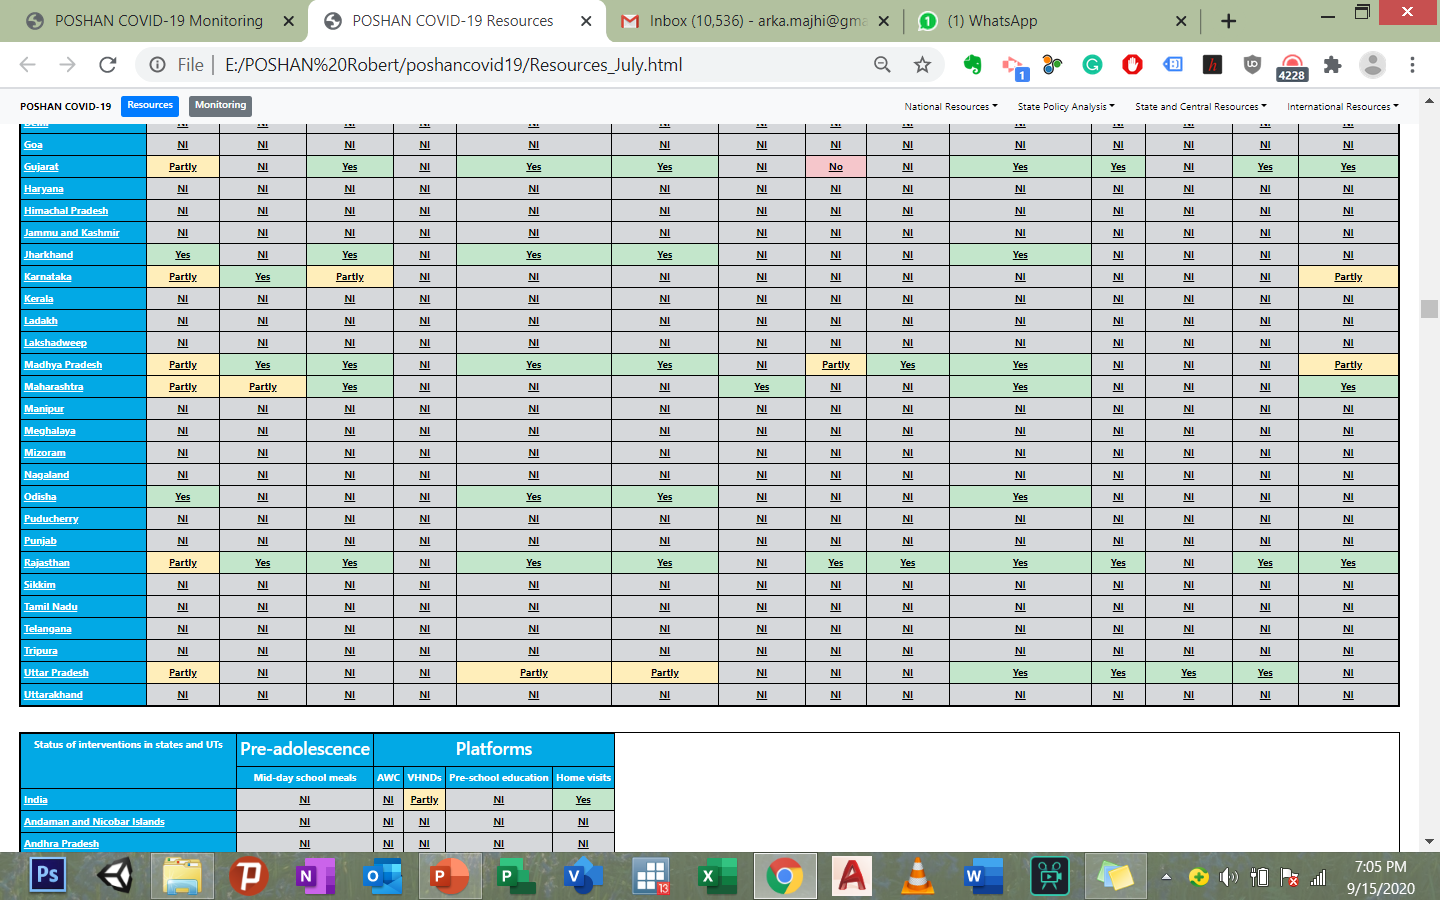 POSHAN COVID-19 Monitoring
POSHAN COVID-19 Resources
Inbox (10,536) - arka.majhi@gma
(1) WhatsApp
File | E:/POSHAN%20Robert/poshancovid19/Resources_July.html
1
4228
POSHAN COVID-19 Resources Monitoring National Resources State Policy Analysis State and Central Resources International Resources
Delhi NI NI NI NI NI NI NI NI NI NI NI NI NI NI
Goa NI NI NI NI NI NI NI NI NI NI NI NI NI NI
Gujarat Partly NI Yes NI Yes Yes NI No NI Yes Yes NI Yes Yes
Haryana NI NI NI NI NI NI NI NI NI NI NI NI NI NI
Himachal Pradesh NI NI NI NI NI NI NI NI NI NI NI NI NI NI
Jammu and Kashmir NI NI NI NI NI NI NI NI NI NI NI NI NI NI
Jharkhand Yes NI Yes NI Yes Yes NI NI NI Yes NI NI NI NI
Karnataka Partly Yes Partly NI NI NI NI NI NI NI NI NI NI Partly
Kerala NI NI NI NI NI NI NI NI NI NI NI NI NI NI
Ladakh NI NI NI NI NI NI NI NI NI NI NI NI NI NI
Lakshadweep NI NI NI NI NI NI NI NI NI NI NI NI NI NI
Madhya Pradesh Partly Yes Yes NI Yes Yes NI Partly Yes Yes NI NI NI Partly
Maharashtra Partly Partly Yes NI NI NI Yes NI NI Yes NI NI NI Yes
Manipur NI NI NI NI NI NI NI NI NI NI NI NI NI NI
Meghalaya NI NI NI NI NI NI NI NI NI NI NI NI NI NI
Mizoram NI NI NI NI NI NI NI NI NI NI NI NI NI NI
Nagaland NI NI NI NI NI NI NI NI NI NI NI NI NI NI
Odisha Yes NI NI NI Yes Yes NI NI NI Yes NI NI NI NI
Puducherry NI NI NI NI NI NI NI NI NI NI NI NI NI NI
Punjab NI NI NI NI NI NI NI NI NI NI NI NI NI NI
Rajasthan Partly Yes Yes NI Yes Yes NI Yes Yes Yes Yes NI Yes Yes
Sikkim NI NI NI NI NI NI NI NI NI NI NI NI NI NI
Tamil Nadu NI NI NI NI NI NI NI NI NI NI NI NI NI NI
Telangana NI NI NI NI NI NI NI NI NI NI NI NI NI NI
Tripura NI NI NI NI NI NI NI NI NI NI NI NI NI NI
Uttar Pradesh Partly NI NI NI Partly Partly NI NI NI Yes Yes Yes Yes NI
Uttarakhand NI NI NI NI NI NI NI NI NI NI NI NI NI NI
Status of interventions in states and UTs Pre-adolescence Platforms
Mid-day school meals AWC VHNDs Pre-school education Home visits
India NI NI Partly NI Yes
Andaman and Nicobar Islands NI NI NI NI NI
Andhra Pradesh NI NI NI NI NI
7:05 PM
9/15/2020